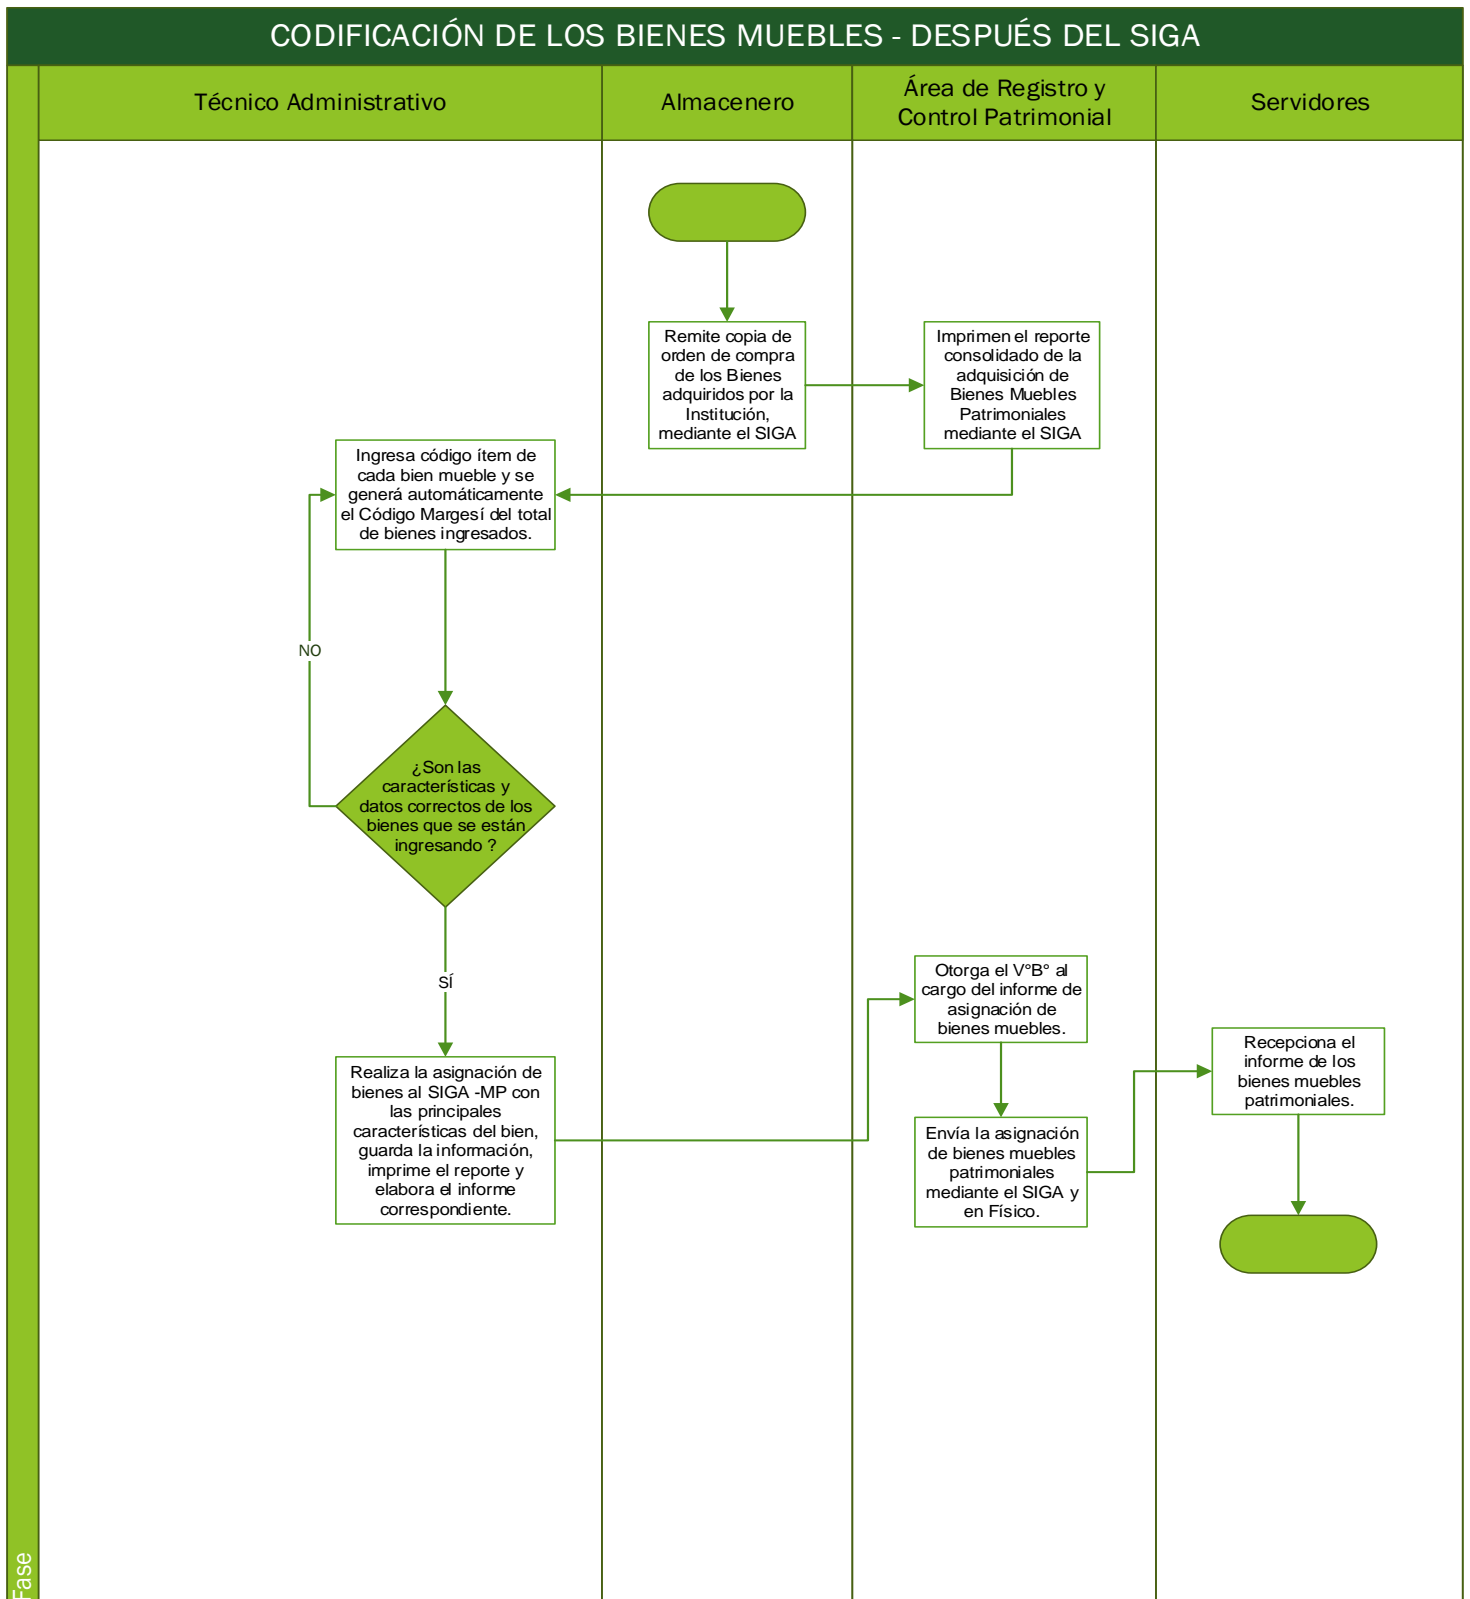 CODIFICACIÓN DE LOS BIENES MUEBLES - DESPUÉS DEL SIGA
Técnico Administrativo
Almacenero
Área de Registro y
Control Patrimonial
Servidores
Remite copia de
orden de compra
de los Bienes
adquiridos por la
Institución,
mediante el SIGA
Imprimen el reporte
consolidado de la
adquisición de
Bienes Muebles
Patrimoniales
mediante el SIGA
Ingresa código ítem de
cada bien mueble y se
generá automáticamente
el Código Margesí del total
de bienes ingresados.
NO
¿Son las
características y
datos correctos de los
bienes que se están
ingresando ?
SÍ
Realiza la asignación de
bienes al SIGA -MP con
las principales
características del bien,
guarda la información,
imprime el reporte y
elabora el informe
correspondiente.
Otorga el V°B° al
cargo del informe de
asignación de
bienes muebles.
Envía la asignación
de bienes muebles
patrimoniales
mediante el SIGA y
en Físico.
Recepciona el
informe de los
bienes muebles
patrimoniales.
Fase